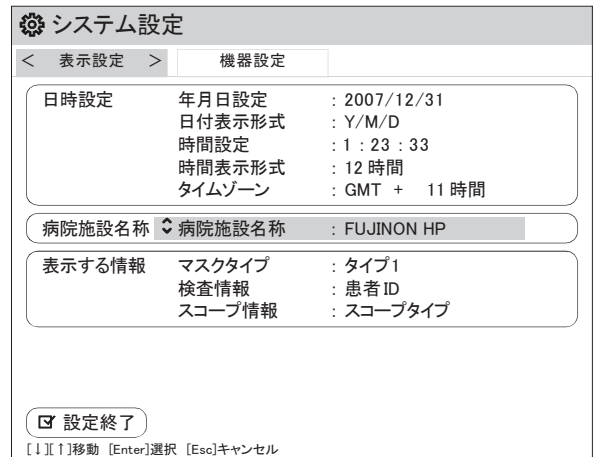 システム設定
< 表示設定 > 機器設定
日時設定 年月日設定 : 2007/12/31
日付表示形式 : Y/M/D
時間設定 : 1 : 23 : 33
時間表示形式 : 12 時間
タイムゾーン : GMT + 11 時間
病院施設名称 病院施設名称 : FUJINON HP
表示する情報 マスクタイプ : タイプ1
検査情報 : 患者 ID
スコープ情報 : スコープタイプ
設定終了
[↓][↑]移動 [Enter]選択 [Esc]キャンセル